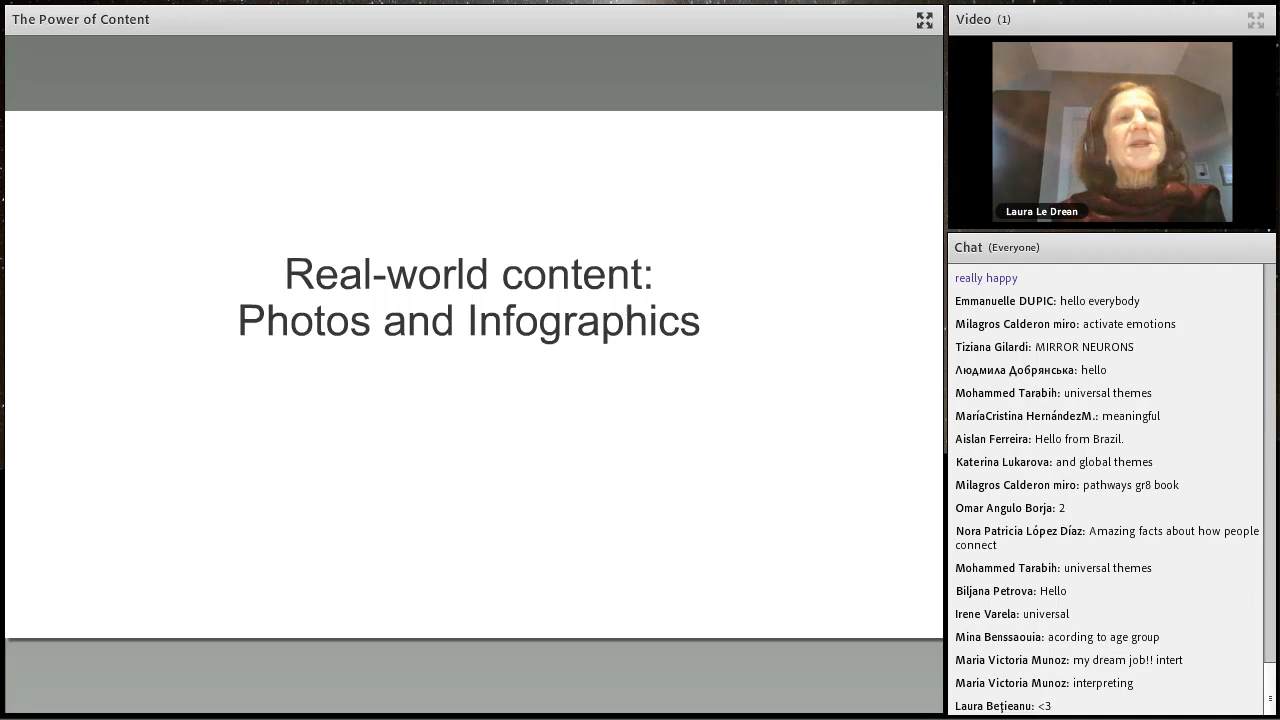 The Power of Content
Real-world content:
Photos and Infographics
Video (1)
Laura Le Drean
Chat (Everyone)
really happy
Emmanuelle DUPIC: hello everybody
Milagros Calderon miro: activate emotions
Tiziana Gilardi: MIRROR NEURONS
Людмила Добрянська: hello
Mohammed Tarabih: universal themes
MaríaCristina HernándezM.: meaningful
Aislan Ferreira: Hello from Brazil.
Katerina Lukarova: and global themes
Milagros Calderon miro: pathways gr8 book
Omar Angulo Borja: 2
Nora Patricia López Díaz: Amazing facts about how people
connect
Mohammed Tarabih: universal themes
Biljana Petrova: Hello
Irene Varela: universal
Mina Benssaouia: acording to age group
Maria Victoria Munoz: my dream job!! intert
Maria Victoria Munoz: interpreting
Laura Bețieanu: <3